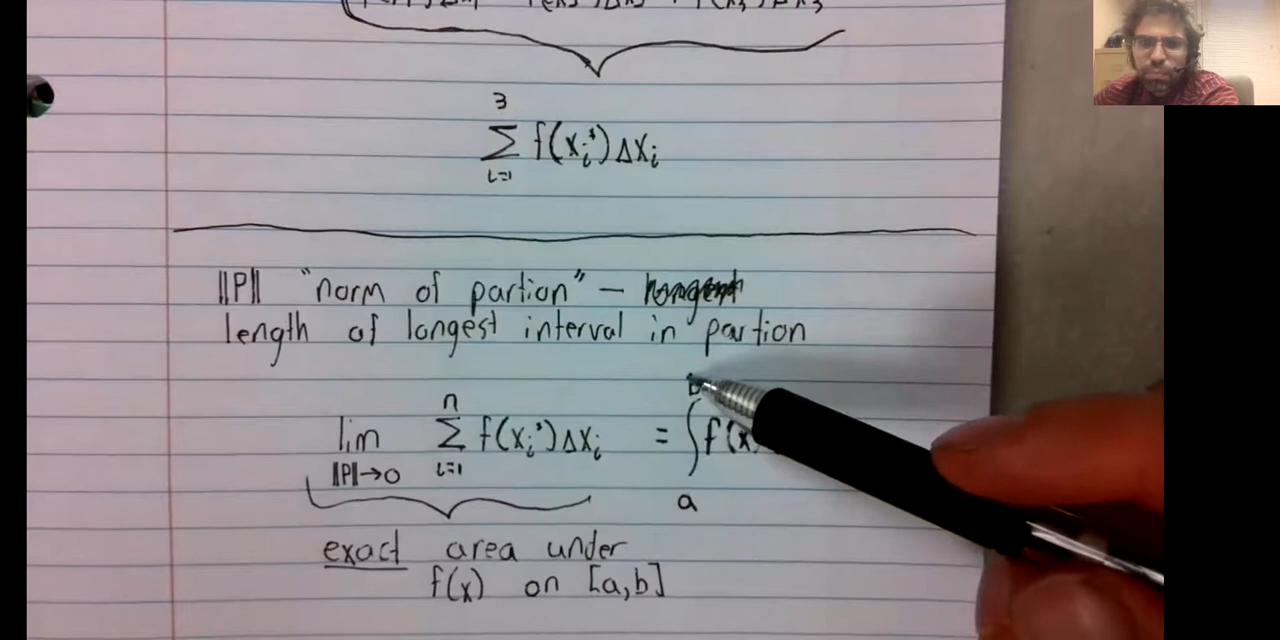 3
Σ f(xᵢ*)Δxᵢ
i=1
‖P‖ "norm of partion" –
length of longest interval in partion
lim Σ f(xᵢ*)Δxᵢ = ∫ f(x)
n
‖P‖→0 i=1 a
exact area under
f(x) on [a,b]